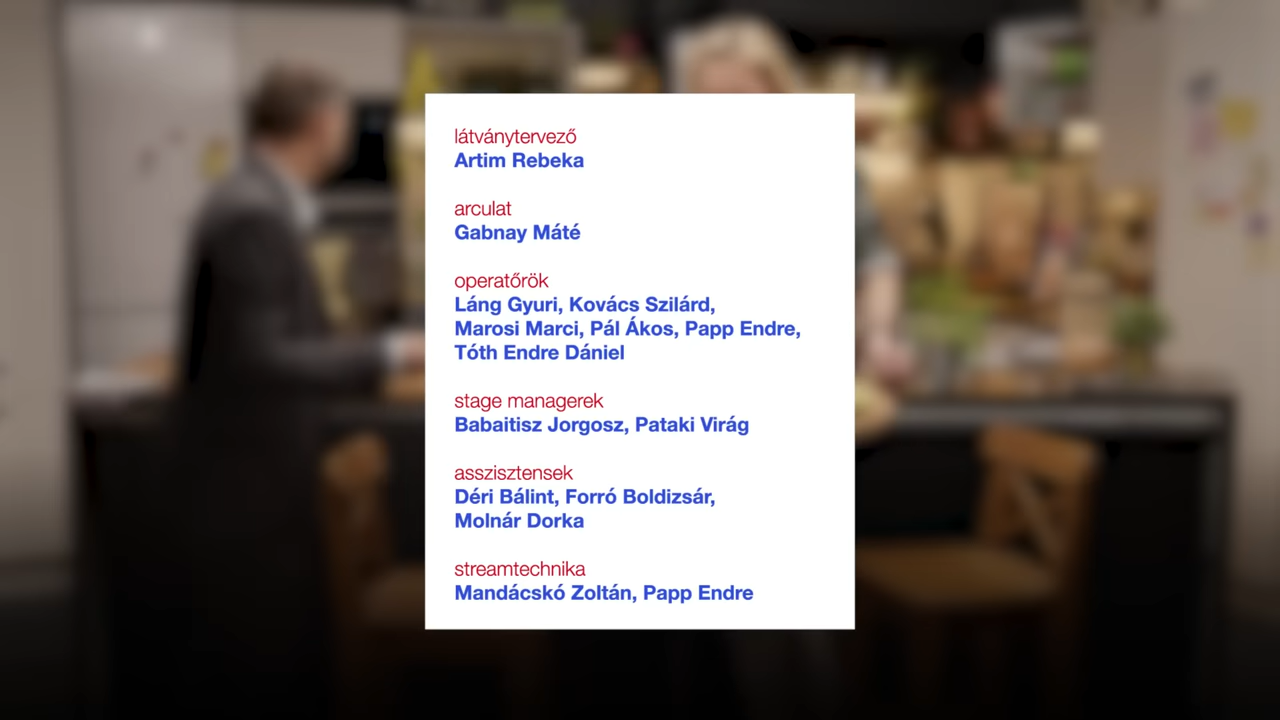 látványtervező
Artim Rebeka
arculat
Gabnay Máté
operatőrök
Láng Gyuri, Kovács Szilárd,
Marosi Marci, Pál Ákos, Papp Endre,
Tóth Endre Dániel
stage managerek
Babaitisz Jorgosz, Pataki Virág
asszisztensek
Déri Bálint, Forró Boldizsár,
Molnár Dorka
streamtechnika
Mandácskó Zoltán, Papp Endre